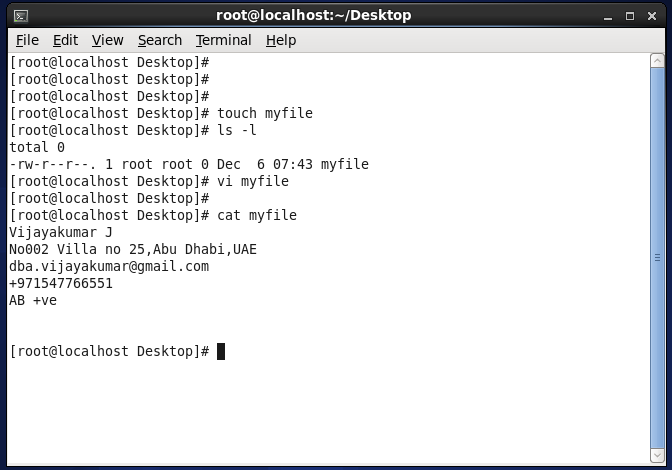 root@localhost:~/Desktop
File Edit View Search Terminal Help
[root@localhost Desktop]#
[root@localhost Desktop]#
[root@localhost Desktop]#
[root@localhost Desktop]# touch myfile
[root@localhost Desktop]# ls -l
total 0
-rw-r--r--. 1 root root 0 Dec  6 07:43 myfile
[root@localhost Desktop]# vi myfile
[root@localhost Desktop]#
[root@localhost Desktop]# cat myfile
Vijayakumar J
No002 Villa no 25,Abu Dhabi,UAE
dba.vijayakumar@gmail.com
+971547766551
AB +ve
[root@localhost Desktop]#